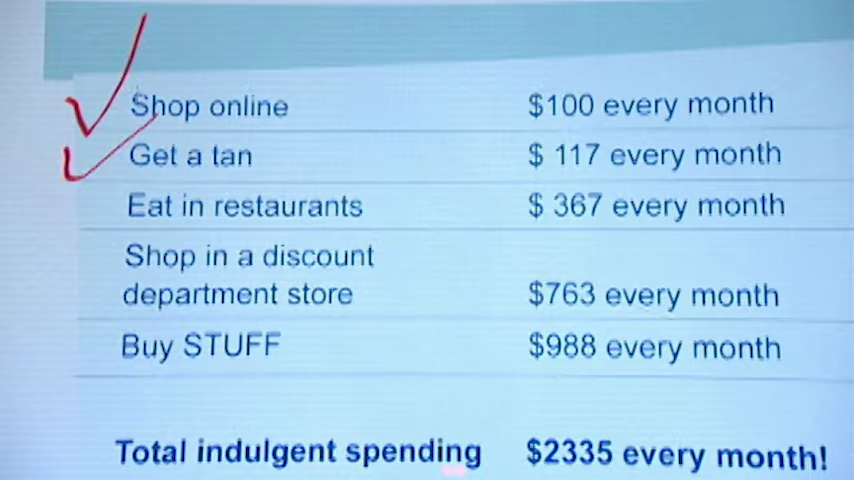 Shop online $100 every month
Get a tan $ 117 every month
Eat in restaurants $ 367 every month
Shop in a discount
department store $763 every month
Buy STUFF $988 every month
Total indulgent spending $2335 every month!